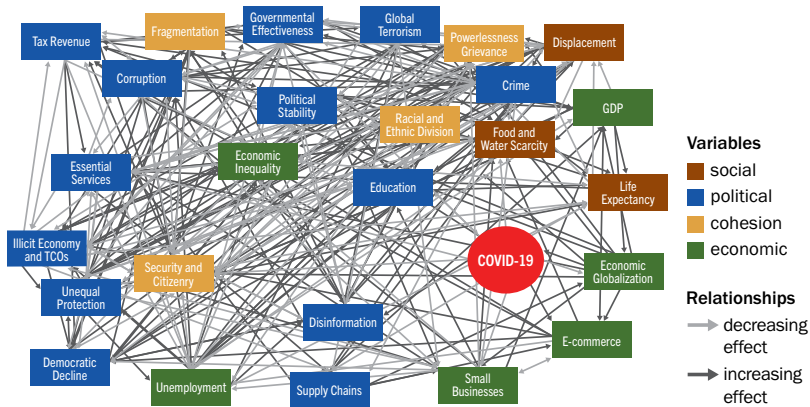 Tax Revenue
Fragmentation
Governmental
Effectiveness
Global
Terrorism
Powerlessness
Grievance
Displacement
Corruption
Political
Stability
Crime
GDP
Racial and
Ethnic Division
Food and
Water Scarcity
Essential
Services
Economic
Inequality
Education
Life
Expectancy
Illicit Economy
and TCOs
Security and
Citizenry
COVID-19
Economic
Globalization
Unequal
Protection
Disinformation
E-commerce
Democratic
Decline
Unemployment
Supply Chains
Small
Businesses
Variables
social
political
cohesion
economic
Relationships
decreasing
effect
increasing
effect